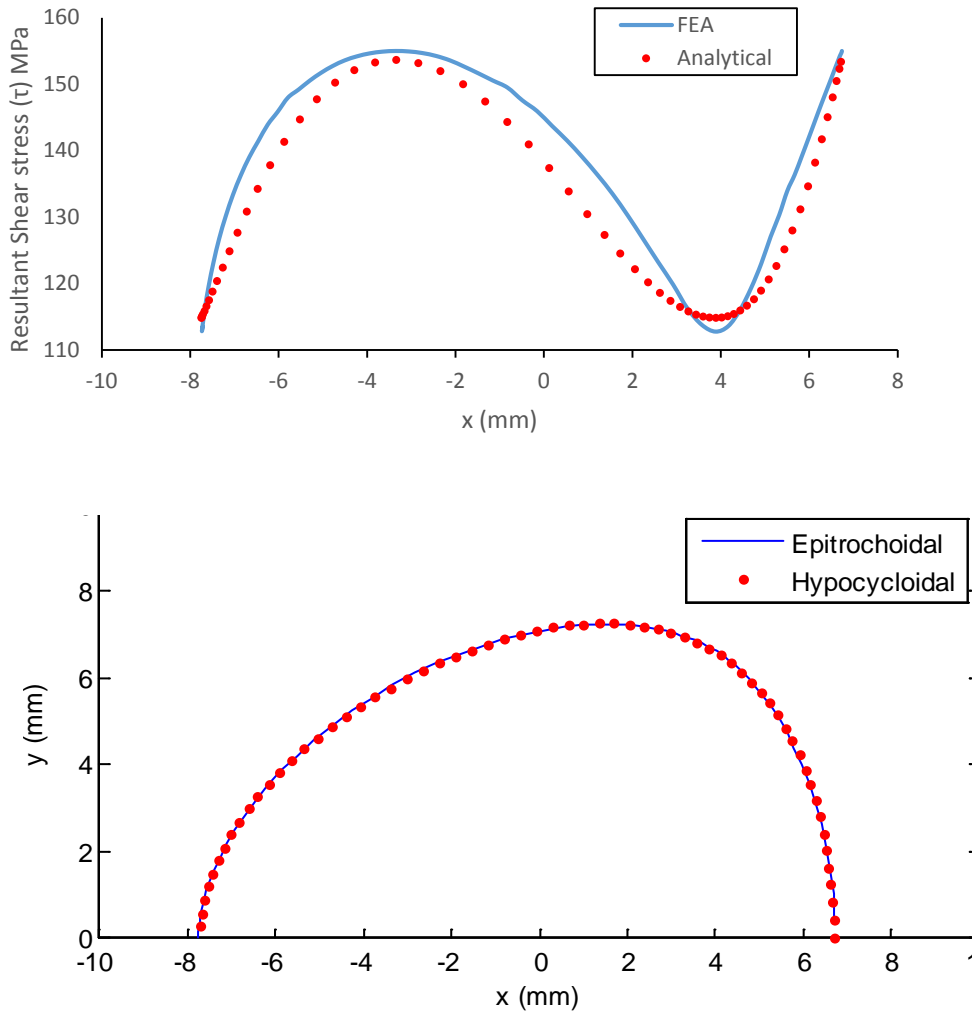 160
150
140
130
120
110
Resultant Shear stress (τ) MPa
FEA
Analytical
-10 -8 -6 -4 -2 0 2 4 6 8
x (mm)
Epitrochoidal
Hypocycloidal
8
6
4
2
0
y (mm)
-10 -8 -6 -4 -2 0 2 4 6 8 1
x (mm)